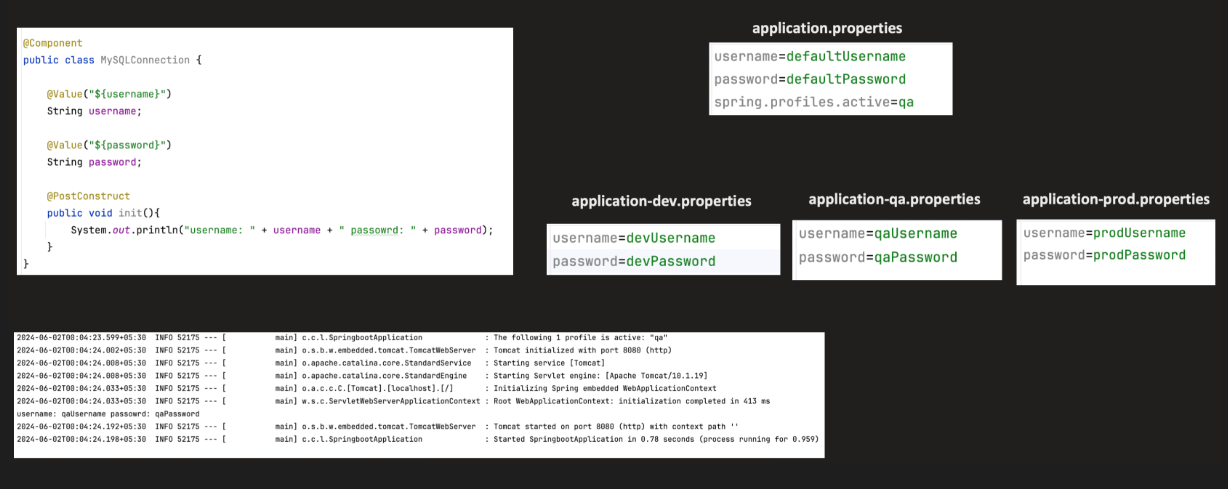 @Component
public class MySQLConnection {
@Value("${username}")
String username;
@Value("${password}")
String password;
@PostConstruct
public void init(){
System.out.println("username: " + username + " passowrd: " + password);
}
}
application.properties
username=defaultUsername
password=defaultPassword
spring.profiles.active=qa
application-dev.properties
username=devUsername
password=devPassword
application-qa.properties
username=qaUsername
password=qaPassword
application-prod.properties
username=prodUsername
password=prodPassword
2024-06-02T00:04:23.599+05:30 INFO 52175 --- [ main] c.c.l.SpringbootApplication : The following 1 profile is active: "qa"
2024-06-02T00:04:24.002+05:30 INFO 52175 --- [ main] o.s.b.w.embedded.tomcat.TomcatWebServer : Tomcat initialized with port 8080 (http)
2024-06-02T00:04:24.008+05:30 INFO 52175 --- [ main] o.apache.catalina.core.StandardService : Starting service [Tomcat]
2024-06-02T00:04:24.008+05:30 INFO 52175 --- [ main] o.apache.catalina.core.StandardEngine : Starting Servlet engine: [Apache Tomcat/10.1.19]
2024-06-02T00:04:24.033+05:30 INFO 52175 --- [ main] o.a.c.c.C.[Tomcat].[localhost].[/] : Initializing Spring embedded WebApplicationContext
2024-06-02T00:04:24.033+05:30 INFO 52175 --- [ main] w.s.c.ServletWebServerApplicationContext : Root WebApplicationContext: initialization completed in 413 ms
username: qaUsername passowrd: qaPassword
2024-06-02T00:04:24.192+05:30 INFO 52175 --- [ main] o.s.b.w.embedded.tomcat.TomcatWebServer : Tomcat started on port 8080 (http) with context path ''
2024-06-02T00:04:24.198+05:30 INFO 52175 --- [ main] c.c.l.SpringbootApplication : Started SpringbootApplication in 0.78 seconds (process running for 0.959)